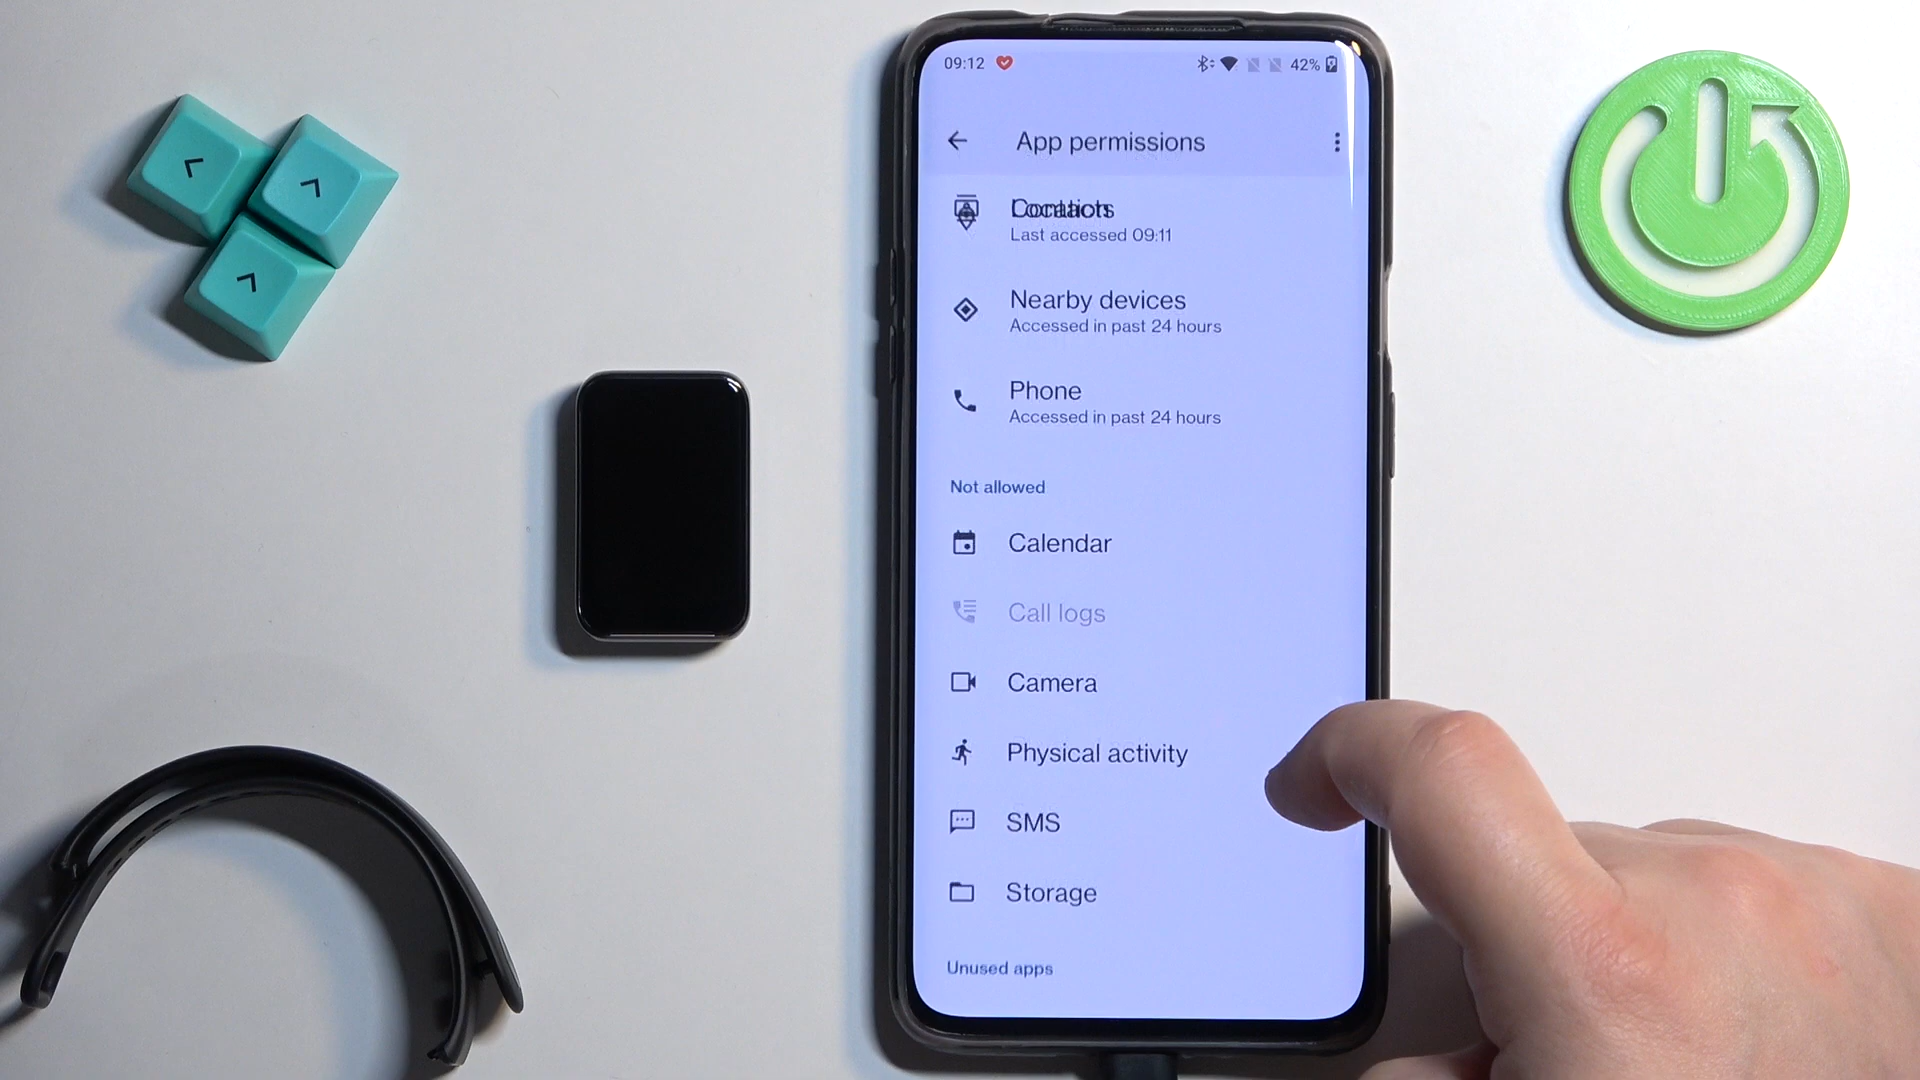 09:12
42%
App permissions
Last accessed 09:11
Nearby devices
Accessed in past 24 hours
Phone
Accessed in past 24 hours
Not allowed
Calendar
Call logs
Camera
Physical activity
SMS
Storage
Unused apps